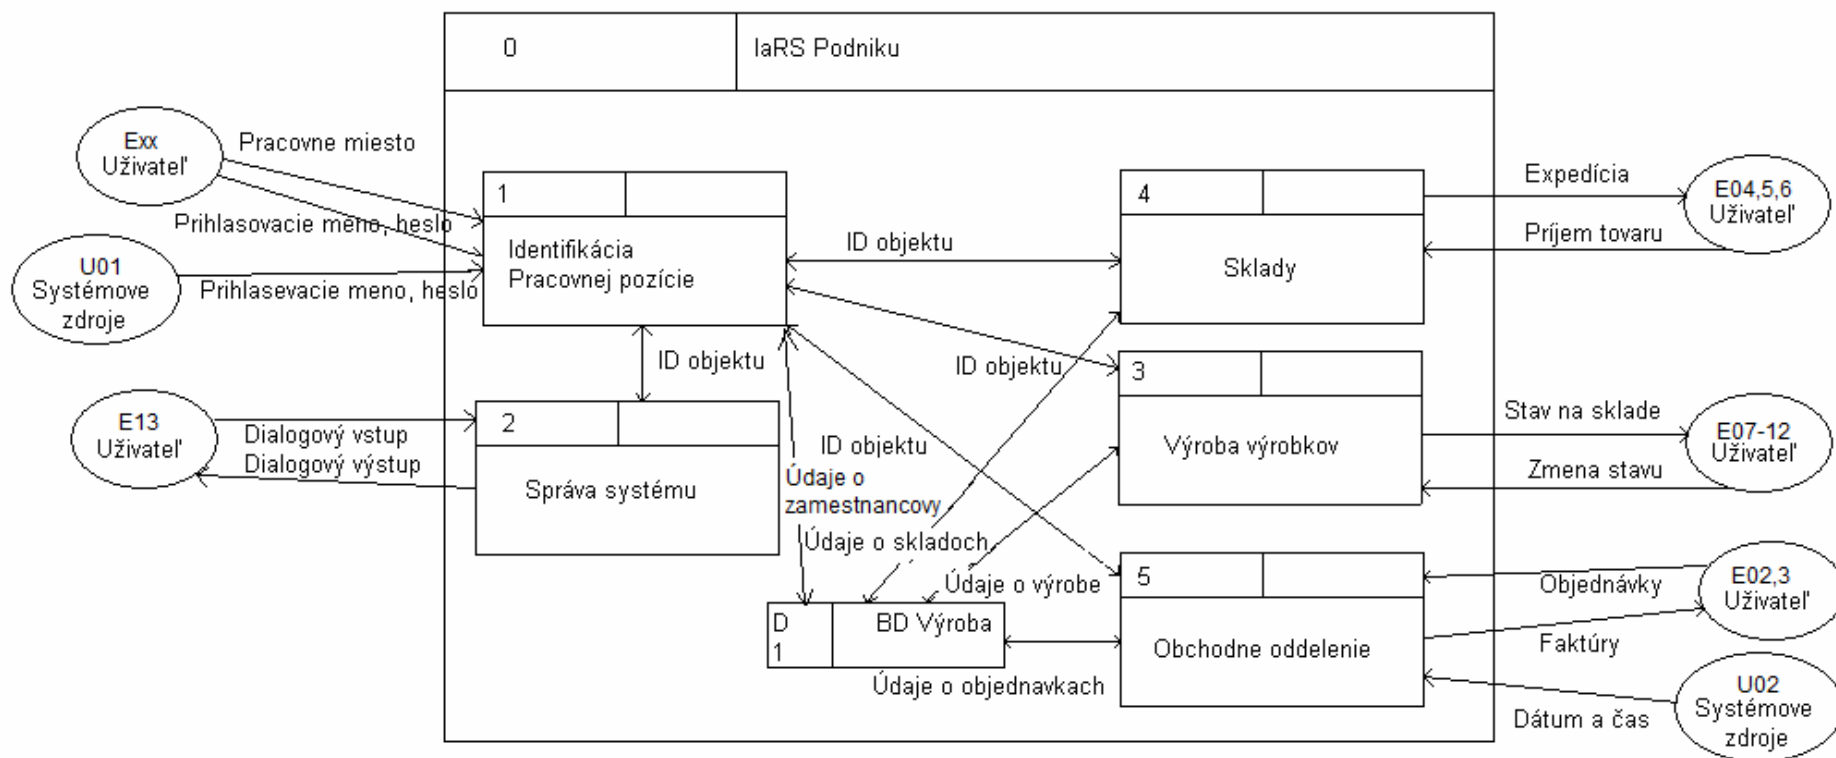 0
IaRS Podniku
Exx
Užívateľ
Pracovne miesto
Prihlasovacie meno, heslo
U01
Systémove
zdroje
Prihlasevacie meno, heslo
1
Identifikácia
Pracovnej pozície
ID objektu
4
Sklady
Expedícia
Príjem tovaru
E04,5,6
Užívateľ
ID objektu
ID objektu
3
Výroba výrobkov
Stav na sklade
Zmena stavu
E07-12
Užívateľ
E13
Užívateľ
Dialogový vstup
Dialogový výstup
2
Správa systému
ID objektu
Údaje o
zamestnancovy
Údaje o skladoch
Údaje o výrobe
D
1
BD Výroba
Údaje o objednavkach
5
Obchodne oddelenie
Objednávky
Faktúry
E02,3
Užívateľ
Dátum a čas
U02
Systémove
zdroje